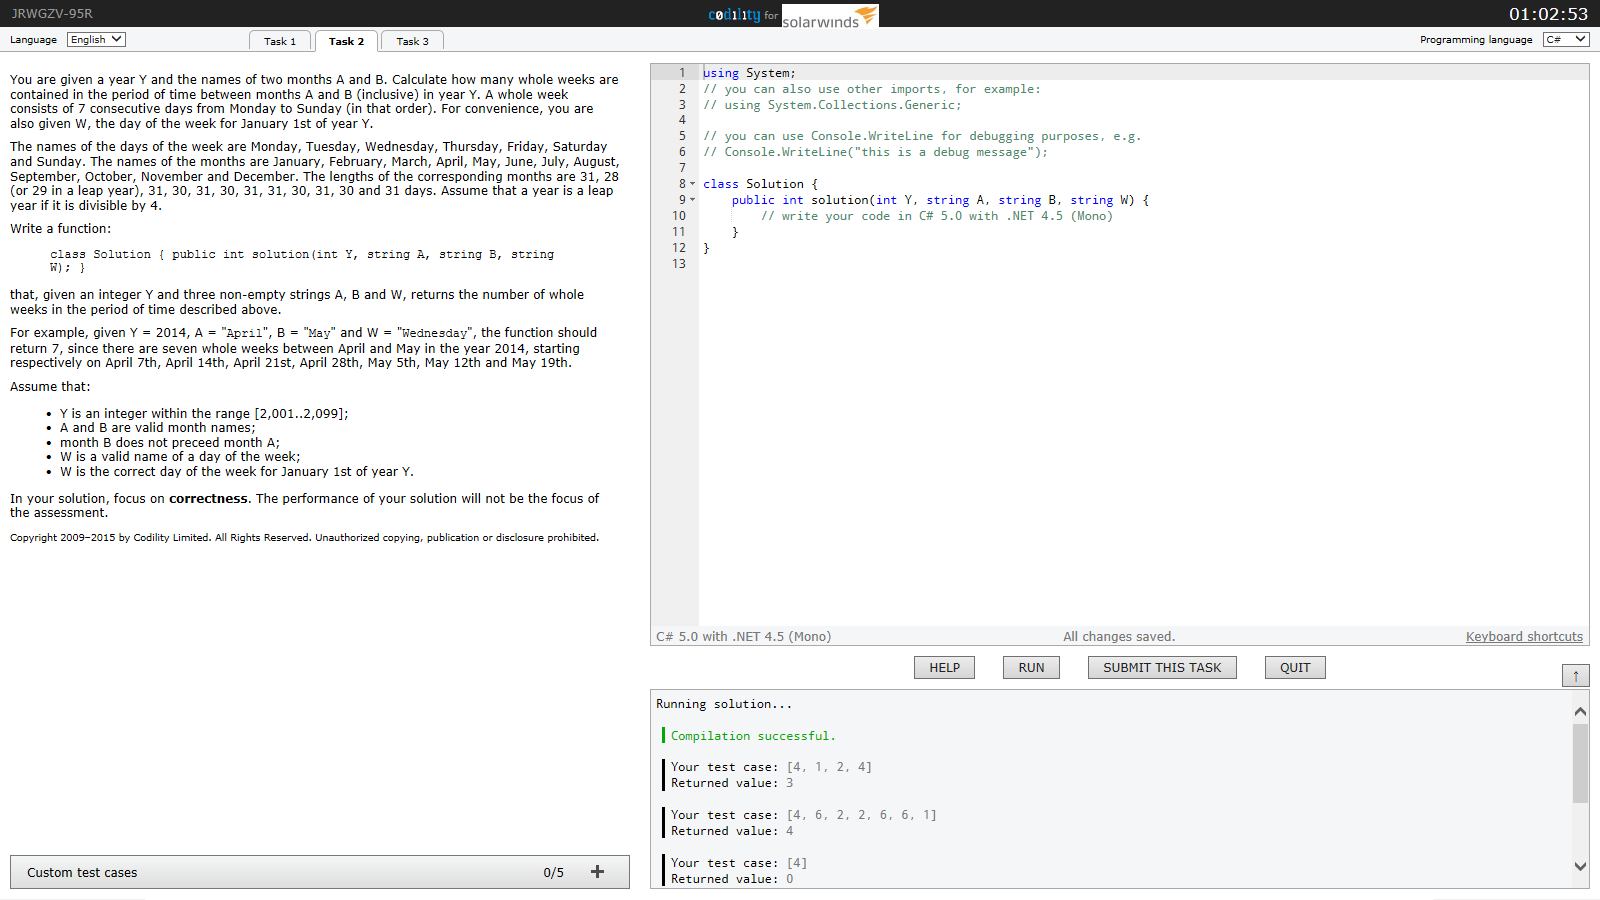 JRWGZV-95R
codility for solarwinds
01:02:53
Language English
Task 1
Task 2
Task 3
Programming language C#
You are given a year Y and the names of two months A and B. Calculate how many whole weeks are
contained in the period of time between months A and B (inclusive) in year Y. A whole week
consists of 7 consecutive days from Monday to Sunday (in that order). For convenience, you are
also given W, the day of the week for January 1st of year Y.
The names of the days of the week are Monday, Tuesday, Wednesday, Thursday, Friday, Saturday
and Sunday. The names of the months are January, February, March, April, May, June, July, August,
September, October, November and December. The lengths of the corresponding months are 31, 28
(or 29 in a leap year), 31, 30, 31, 30, 31, 31, 30, 31, 30 and 31 days. Assume that a year is a leap
year if it is divisible by 4.
Write a function:
class Solution { public int solution(int Y, string A, string B, string
W); }
that, given an integer Y and three non-empty strings A, B and W, returns the number of whole
weeks in the period of time described above.
For example, given Y = 2014, A = "April", B = "May" and W = "Wednesday", the function should
return 7, since there are seven whole weeks between April and May in the year 2014, starting
respectively on April 7th, April 14th, April 21st, April 28th, May 5th, May 12th and May 19th.
Assume that:
• Y is an integer within the range [2,001..2,099];
• A and B are valid month names;
• month B does not preceed month A;
• W is a valid name of a day of the week;
• W is the correct day of the week for January 1st of year Y.
In your solution, focus on correctness. The performance of your solution will not be the focus of
the assessment.
Copyright 2009–2015 by Codility Limited. All Rights Reserved. Unauthorized copying, publication or disclosure prohibited.
Custom test cases 0/5 +
1 using System;
2 // you can also use other imports, for example:
3 // using System.Collections.Generic;
4
5 // you can use Console.WriteLine for debugging purposes, e.g.
6 // Console.WriteLine("this is a debug message");
7
8 class Solution {
9 public int solution(int Y, string A, string B, string W) {
10 // write your code in C# 5.0 with .NET 4.5 (Mono)
11 }
12 }
13
C# 5.0 with .NET 4.5 (Mono)
All changes saved.
Keyboard shortcuts
HELP
RUN
SUBMIT THIS TASK
QUIT
↑
Running solution...
Compilation successful.
Your test case: [4, 1, 2, 4]
Returned value: 3
Your test case: [4, 6, 2, 2, 6, 6, 1]
Returned value: 4
Your test case: [4]
Returned value: 0